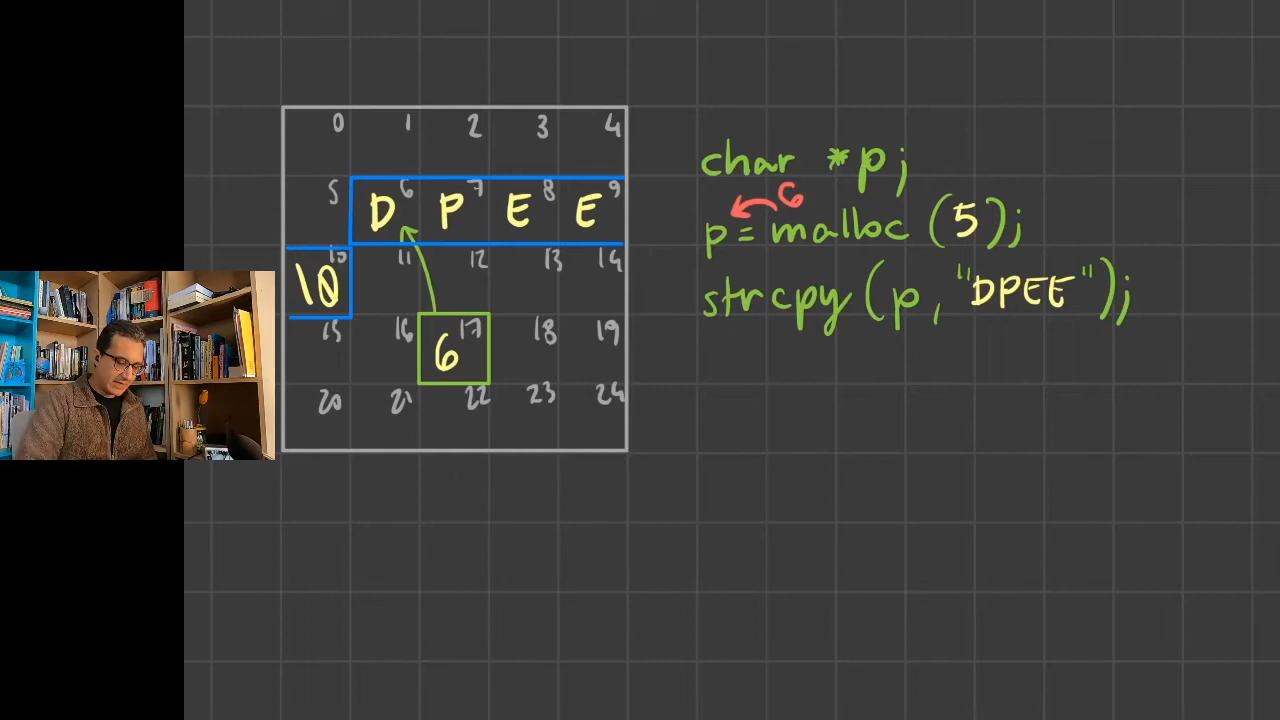 0 1 2 3 4
5 6 7 8 9
D P E E
10 11 12 13 14
\0
15 16 17 18 19
6
20 21 22 23 24
char *p;
6
p = malloc (5);
strcpy (p, "DPEE");